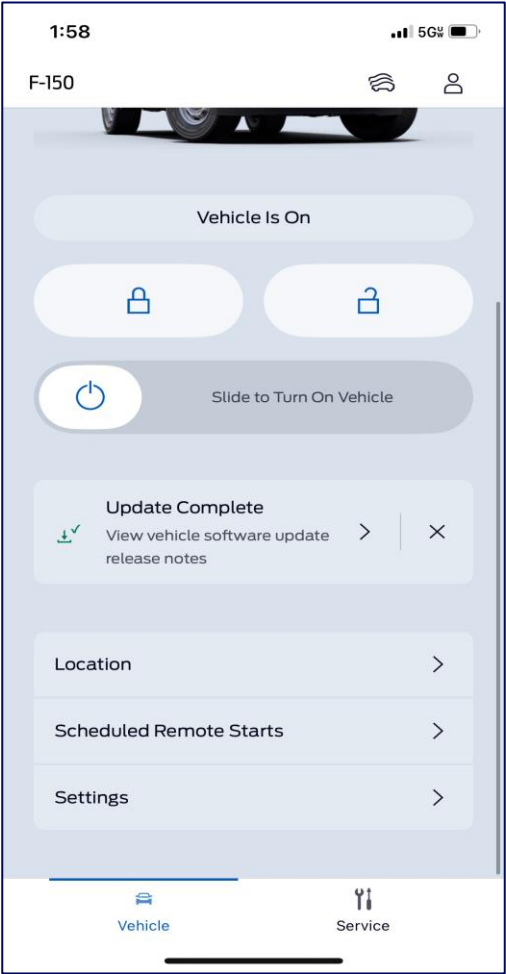 1:58
5GUW
F-150
Vehicle Is On
Slide to Turn On Vehicle
Update Complete
View vehicle software update
release notes
Location
Scheduled Remote Starts
Settings
Vehicle
Service